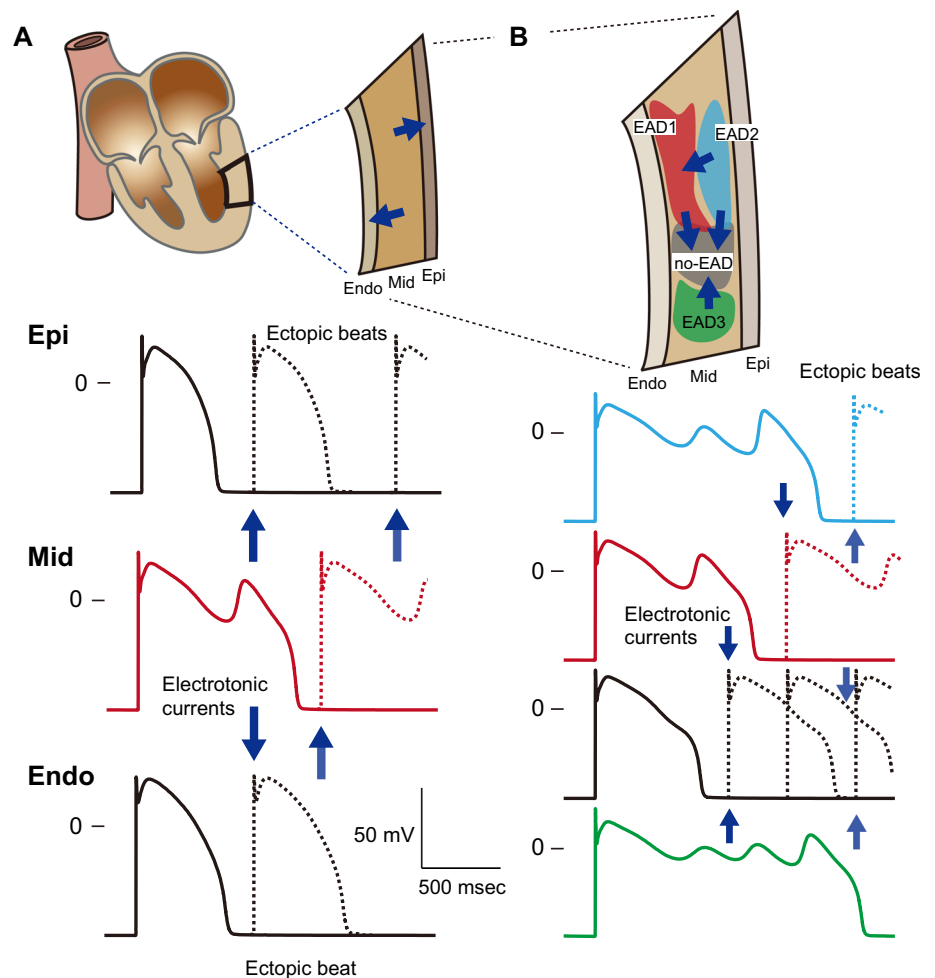 A
Endo
Mid
Epi
Epi
Ectopic beats
0 –
Mid
0 –
Electrotonic
currents
Endo
0 –
50 mV
500 msec
Ectopic beat
B
EAD1
EAD2
no-EAD
EAD3
Endo
Mid
Epi
Ectopic beats
0 –
0 –
Electrotonic
currents
0 –
0 –